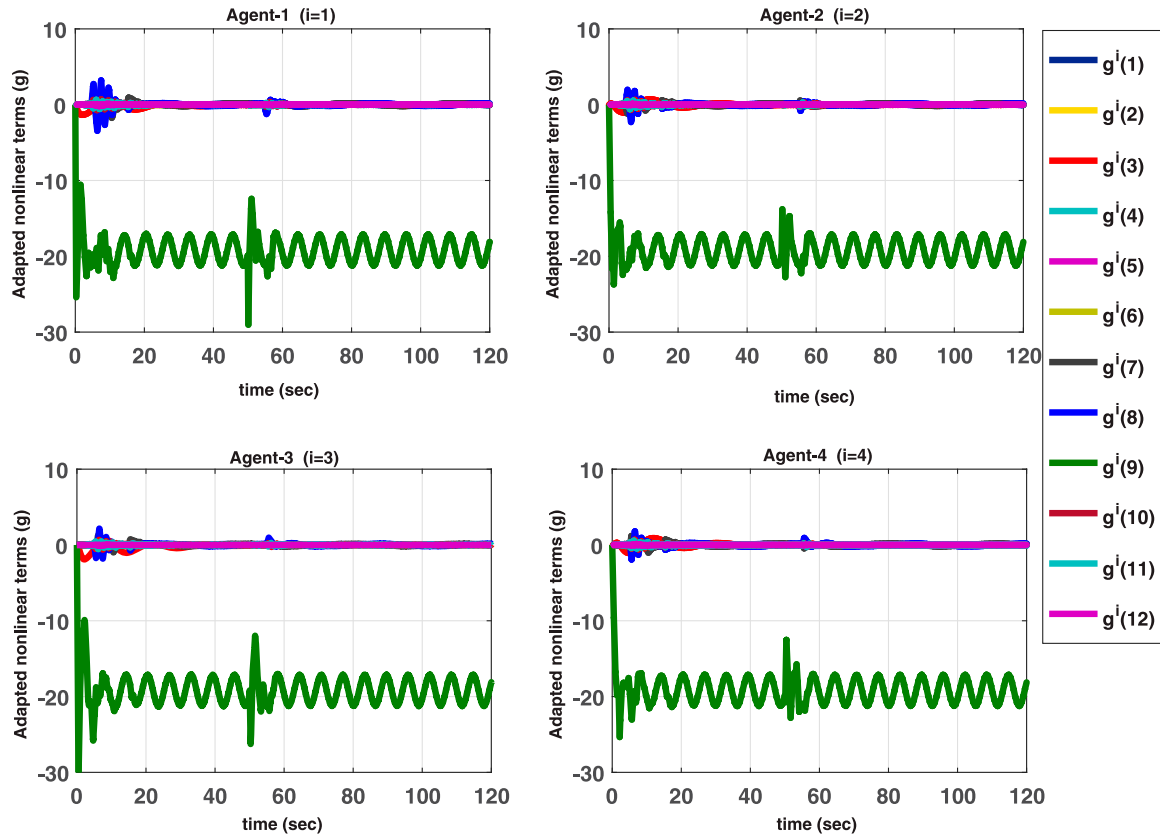 Agent-1 (i=1)
Adapted nonlinear terms (g)
10
0
-10
-20
-30
0 20 40 60 80 100 120
time (sec)
Agent-2 (i=2)
Adapted nonlinear terms (g)
10
0
-10
-20
-30
0 20 40 60 80 100 120
time (sec)
Agent-3 (i=3)
Adapted nonlinear terms (g)
10
0
-10
-20
-30
0 20 40 60 80 100 120
time (sec)
Agent-4 (i=4)
Adapted nonlinear terms (g)
10
0
-10
-20
-30
0 20 40 60 80 100 120
time (sec)
g^i(1)
g^i(2)
g^i(3)
g^i(4)
g^i(5)
g^i(6)
g^i(7)
g^i(8)
g^i(9)
g^i(10)
g^i(11)
g^i(12)